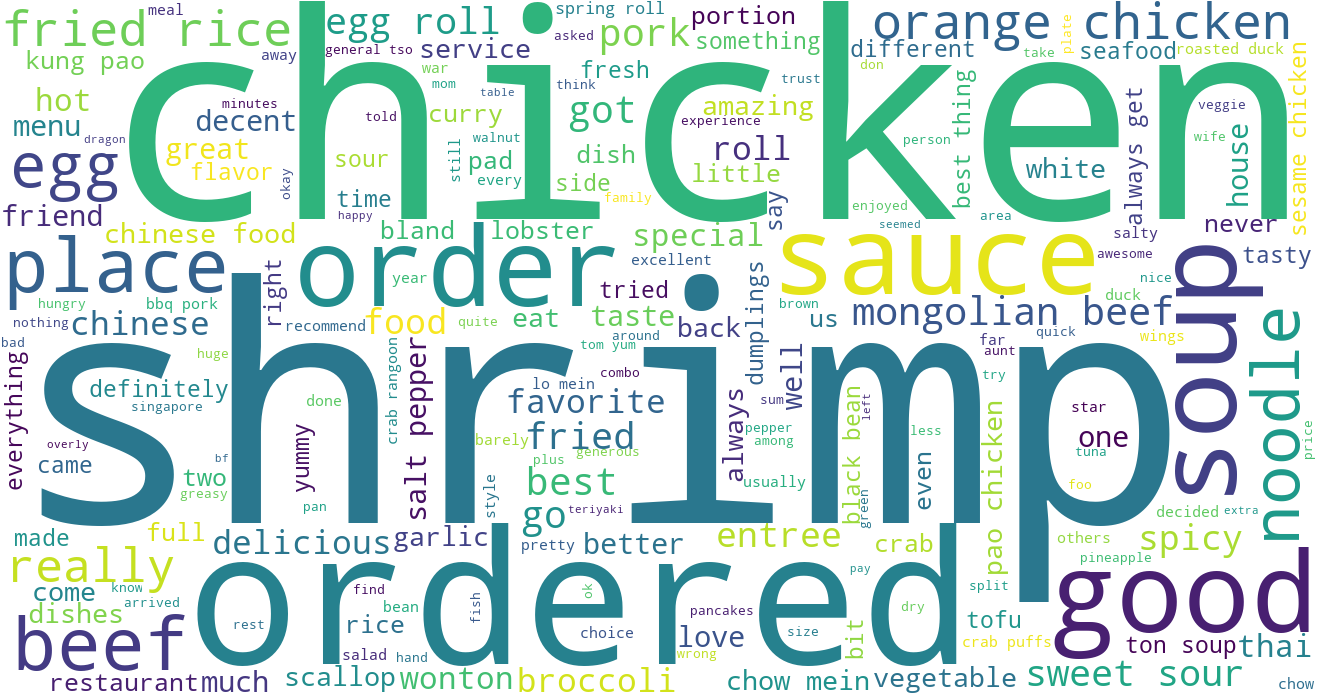 chicken
shrimp
ordered
order
sauce
good
soup
beef
place
noodle
egg
fried rice
meal
egg roll
spring roll
general tso
asked
pork
portion
something
orange chicken
different
seafood
roasted duck
plate
take
don
kung pao
away
service
war
mom
table
think
fresh
trust
hot
menu
dragon
minutes
decent
great
flavor
okay
told
curry
sour
still
walnut
pad
every
time
happy
got
dish
side
family
amazing
experience
roll
little
say
person
enjoyed
seemed
best thing
area
white
always get
salty
awesome
veggie
wife
house
sesame chicken
never
tasty
friend
chinese food
bland
lobster
special
excellent
hungry
bbq pork
nothing
chinese
bad
right
year
recommend
food
quite
eat
tried
taste
back
around
tom yum
combo
dumplings
brown
us
mongolian beef
nice
duck
quick
far
aunt
wings
try
everything
huge
definitely
singapore
done
overly
came
bf
two
greasy
yummy
pan
crab rangoon
salt pepper
lo mein
favorite
fried
barely
generous
plus
best
style
teriyaki
go
always
well
sum
pepper
among
usually
left
black bean
green
less
even
pao chicken
star
one
tuna
foo
price
decided
extra
others
spicy
pineapple
made
full
delicious
garlic
pretty
better
entree
crab
pay
split
really
come
know
arrived
dishes
find
bean
rice
fish
ok
choice
pancakes
love
wrong
size
bit
dry
tofu
crab puffs
ton soup
thai
rest
salad
hand
restaurant
much
scallop
wonton
broccoli
chow mein
vegetable
sweet sour
chow